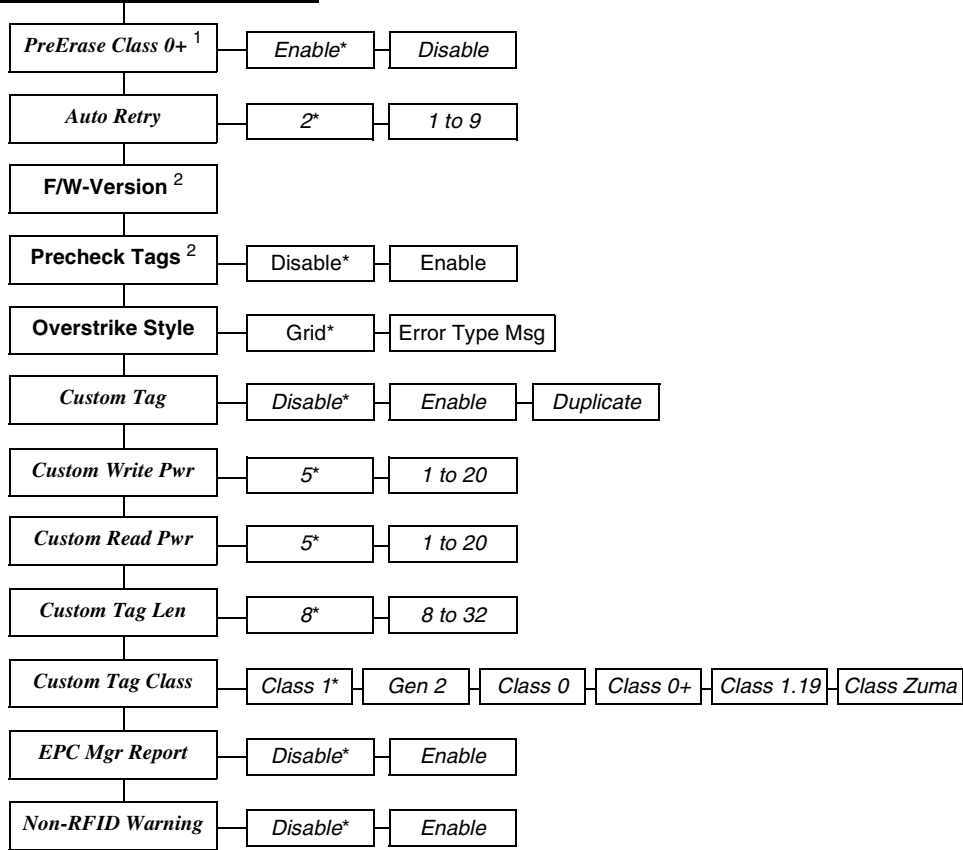 PreErase Class 0+ 1 Enable* Disable
Auto Retry 2* 1 to 9
F/W-Version 2
Precheck Tags 2 Disable* Enable
Overstrike Style Grid* Error Type Msg
Custom Tag Disable* Enable Duplicate
Custom Write Pwr 5* 1 to 20
Custom Read Pwr 5* 1 to 20
Custom Tag Len 8* 8 to 32
Custom Tag Class Class 1* Gen 2 Class 0 Class 0+ Class 1.19 Class Zuma
EPC Mgr Report Disable* Enable
Non-RFID Warning Disable* Enable